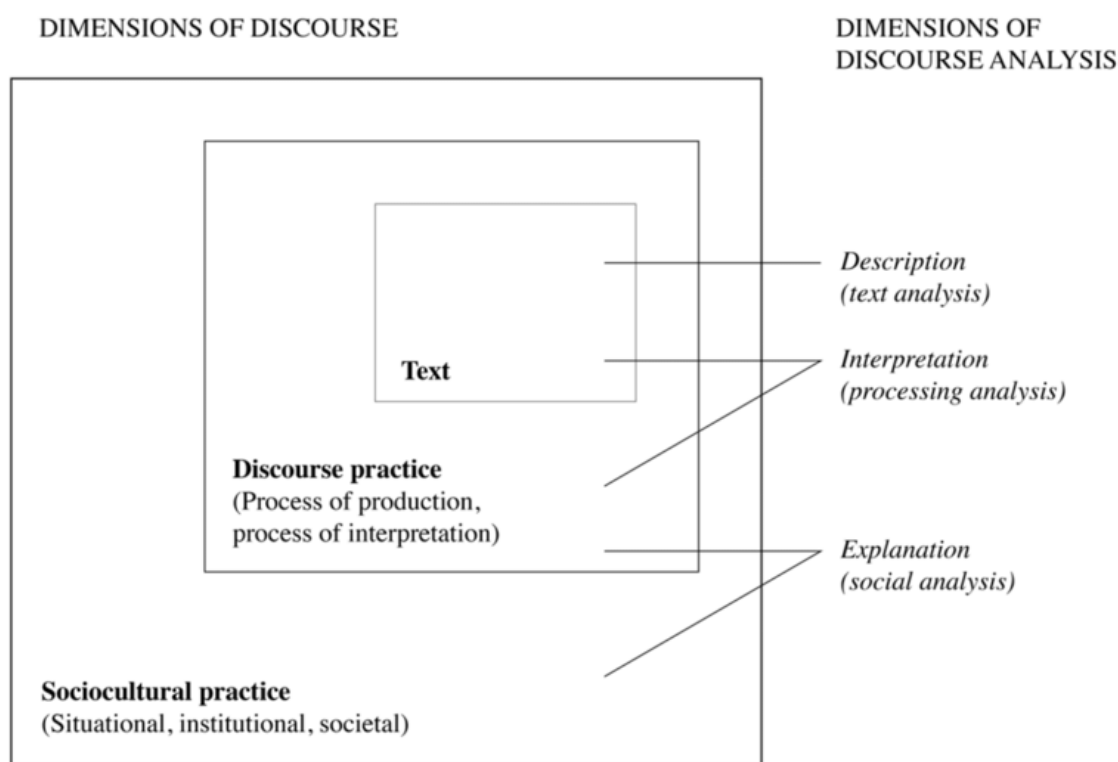 DIMENSIONS OF DISCOURSE
DIMENSIONS OF
DISCOURSE ANALYSIS
Description
(text analysis)
Text
Interpretation
(processing analysis)
Discourse practice
(Process of production,
process of interpretation)
Explanation
(social analysis)
Sociocultural practice
(Situational, institutional, societal)